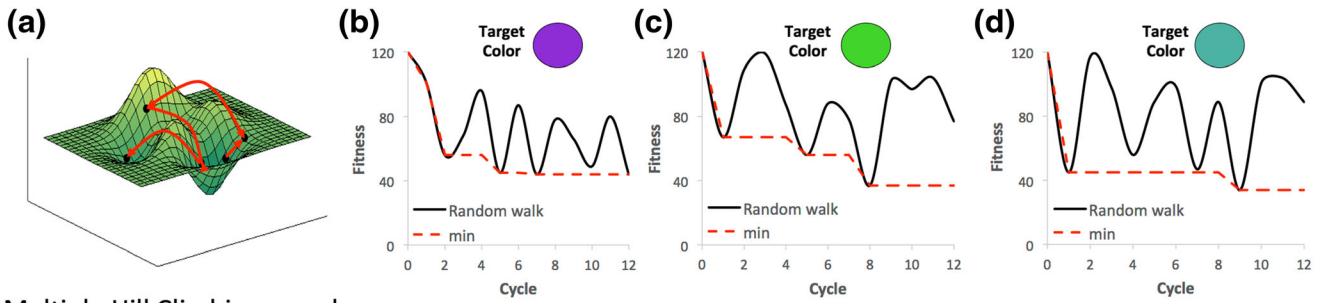 (a)
(b)
Target
Color
120
80
40
0
Fitness
Random walk
min
0 2 4 6 8 10 12
Cycle
(c)
Target
Color
120
80
40
0
Fitness
Random walk
min
0 2 4 6 8 10 12
Cycle
(d)
Target
Color
120
80
40
0
Fitness
Random walk
min
0 2 4 6 8 10 12
Cycle